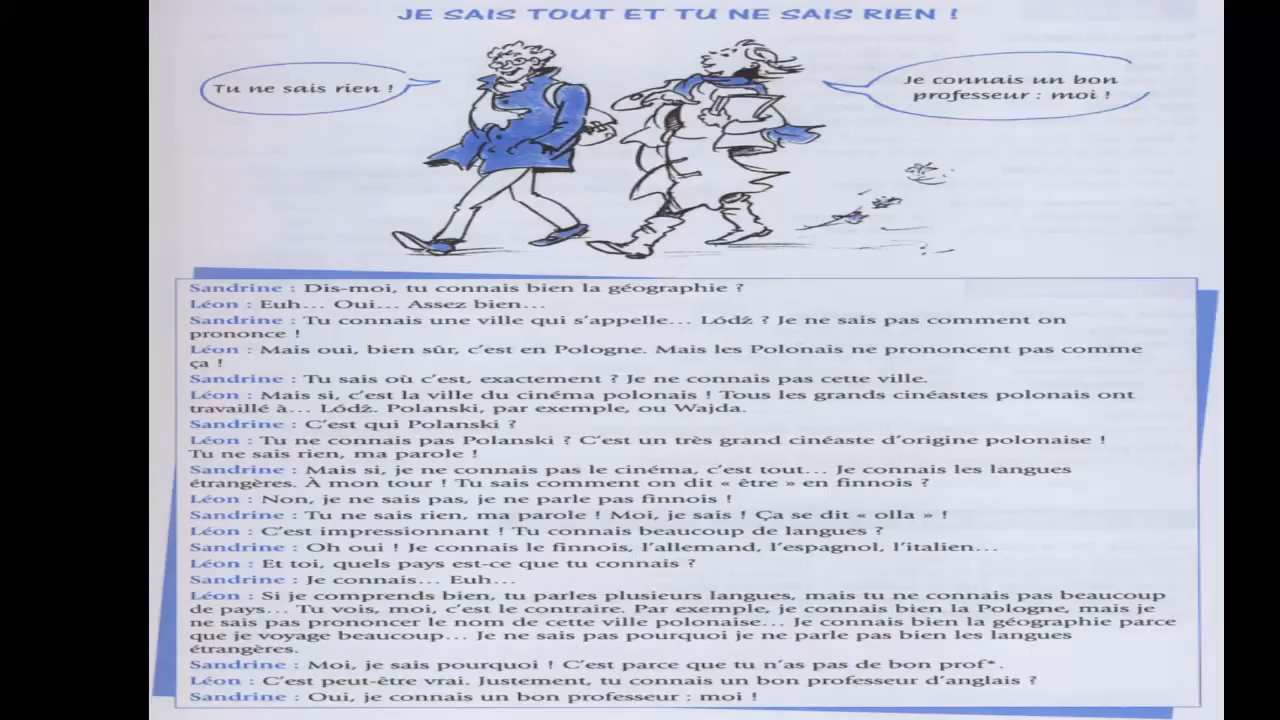 JE SAIS TOUT ET TU NE SAIS RIEN !
Tu ne sais rien !
Je connais un bon
professeur : moi !
Sandrine : Dis-moi, tu connais bien la géographie ?
Léon : Euh... Oui... Assez bien...
Sandrine : Tu connais une ville qui s'appelle... Lódź ? Je ne sais pas comment on
prononce !
Léon : Mais oui, bien sûr, c'est en Pologne. Mais les Polonais ne prononcent pas comme
ça !
Sandrine : Tu sais où c'est, exactement ? Je ne connais pas cette ville.
Léon : Mais si, c'est la ville du cinéma polonais ! Tous les grands cinéastes polonais ont
travaillé à... Lódź. Polanski, par exemple, ou Wajda.
Sandrine : C'est qui Polanski ?
Léon : Tu ne connais pas Polanski ? C'est un très grand cinéaste d'origine polonaise !
Tu ne sais rien, ma parole !
Sandrine : Mais si, je ne connais pas le cinéma, c'est tout... Je connais les langues
étrangères. À mon tour ! Tu sais comment on dit « être » en finnois ?
Léon : Non, je ne sais pas, je ne parle pas finnois !
Sandrine : Tu ne sais rien, ma parole ! Moi, je sais ! Ça se dit « olla » !
Léon : C'est impressionnant ! Tu connais beaucoup de langues ?
Sandrine : Oh oui ! Je connais le finnois, l'allemand, l'espagnol, l'italien...
Léon : Et toi, quels pays est-ce que tu connais ?
Sandrine : Je connais... Euh...
Léon : Si je comprends bien, tu parles plusieurs langues, mais tu ne connais pas beaucoup
de pays... Tu vois, moi, c'est le contraire. Par exemple, je connais bien la Pologne, mais je
ne sais pas prononcer le nom de cette ville polonaise... Je connais bien la géographie parce
que je voyage beaucoup... Je ne sais pas pourquoi je ne parle pas bien les langues
étrangères.
Sandrine : Moi, je sais pourquoi ! C'est parce que tu n'as pas de bon prof*.
Léon : C'est peut-être vrai. Justement, tu connais un bon professeur d'anglais ?
Sandrine : Oui, je connais un bon professeur : moi !